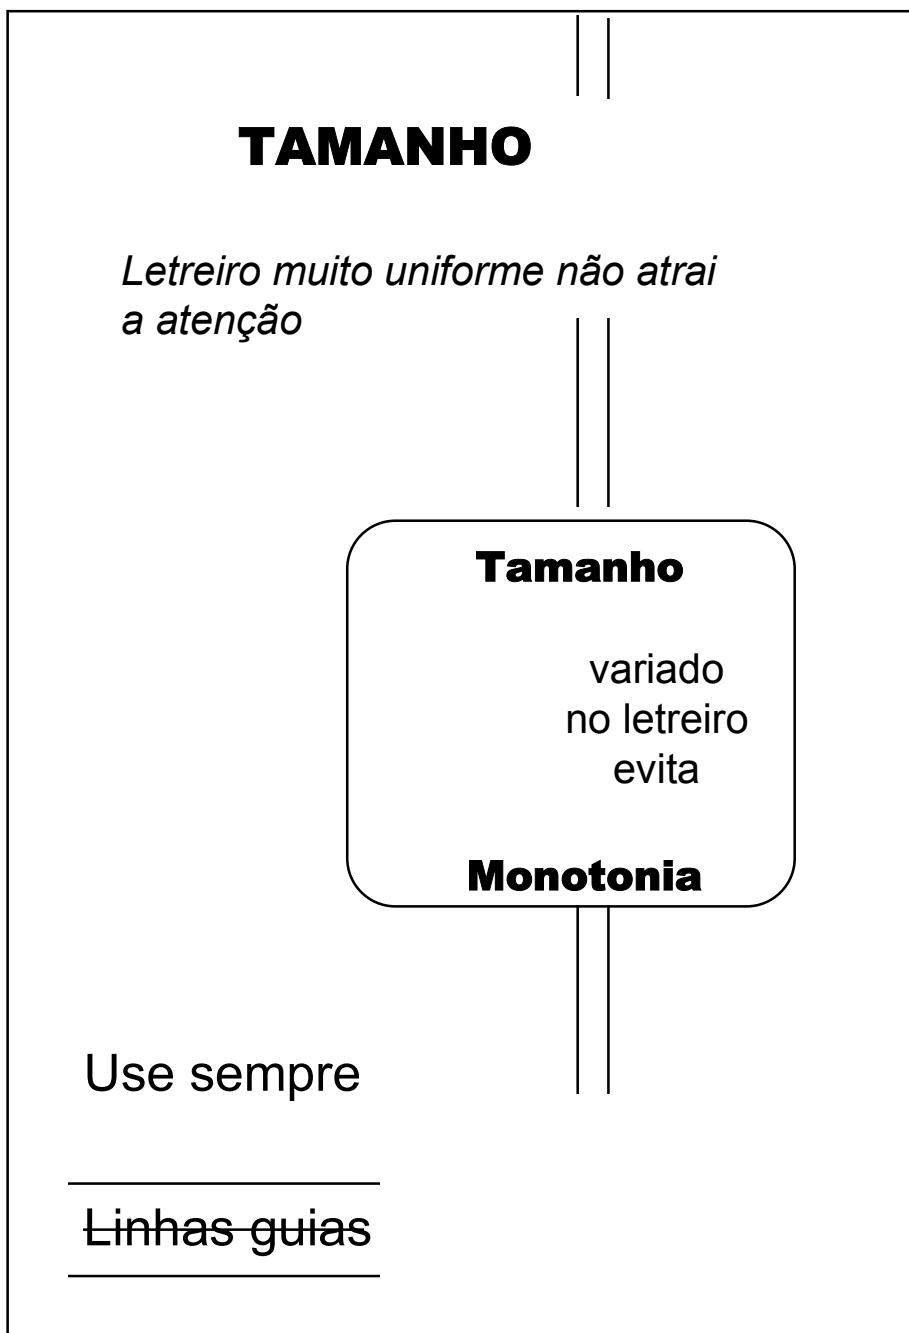 TAMANHO
Letreiro muito uniforme não atrai
a atenção
Tamanho
variado
no letreiro
evita
Monotonia
Use sempre
Linhas guias